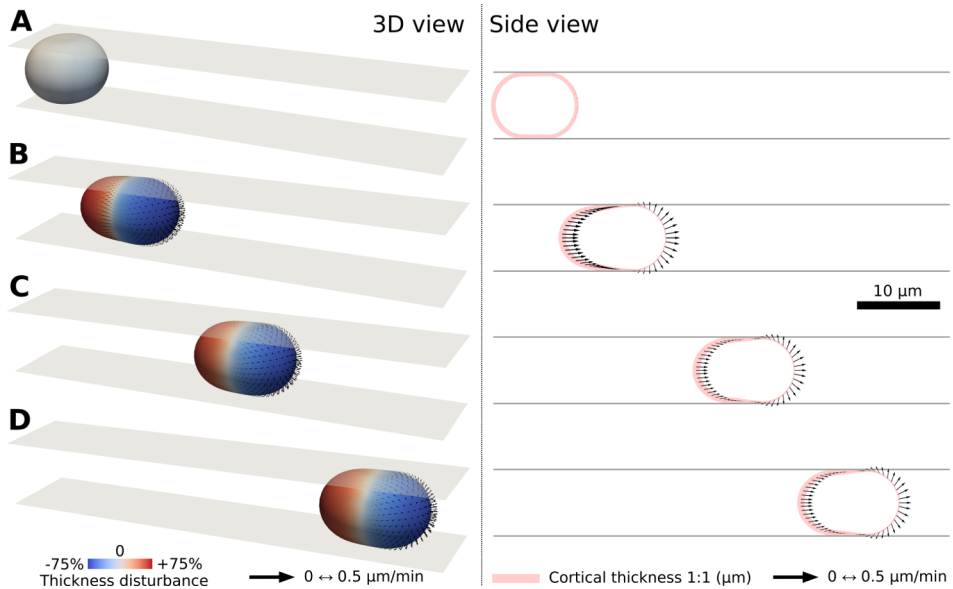 A
3D view
Side view
B
C
10 μm
D
0
-75%
+75%
Thickness disturbance
0 ↔ 0.5 μm/min
Cortical thickness 1:1 (μm)
0 ↔ 0.5 μm/min